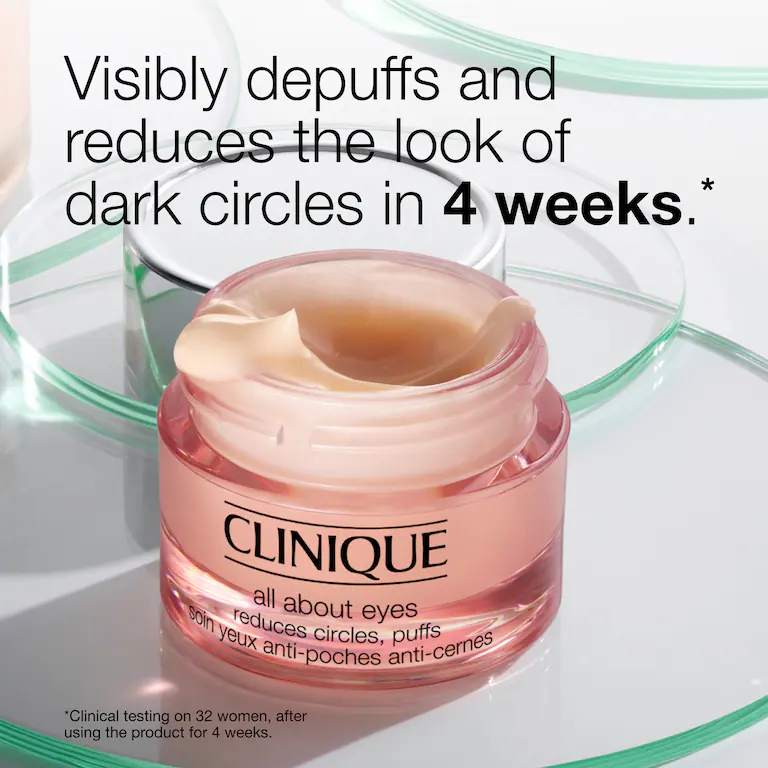 Visibly depuffs and
reduces the look of
dark circles in 4 weeks.*
CLINIQUE
all about eyes
reduces circles, puffs
soin yeux anti-poches anti-cernes
*Clinical testing on 32 women, after
using the product for 4 weeks.